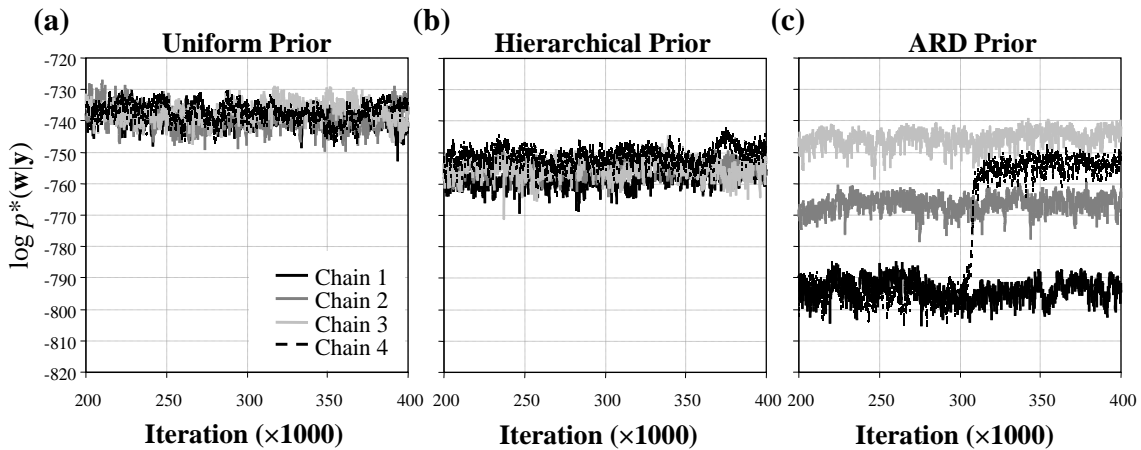 (a)
Uniform Prior
(b)
Hierarchical Prior
(c)
ARD Prior
log p*(w|y)
-720
-730
-740
-750
-760
-770
-780
-790
-800
-810
-820
Chain 1
Chain 2
Chain 3
Chain 4
200 250 300 350 400
200 250 300 350 400
200 250 300 350 400
Iteration (×1000)
Iteration (×1000)
Iteration (×1000)